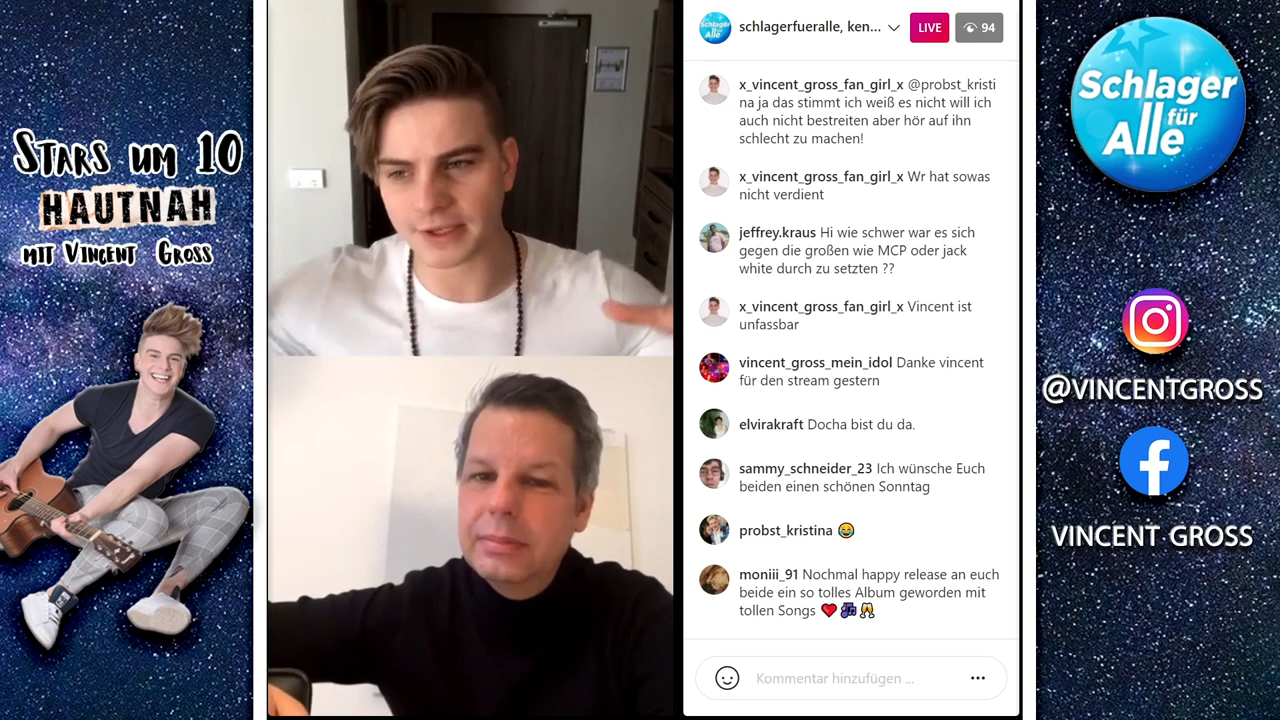 STARS UM 10
HAUTNAH
MIT VINCENT GROSS
schlagerfueralle, ken...
LIVE
94
x_vincent_gross_fan_girl_x @probst_kristi
na ja das stimmt ich weiß es nicht will ich
auch nicht bestreiten aber hör auf ihn
schlecht zu machen!
x_vincent_gross_fan_girl_x Wr hat sowas
nicht verdient
jeffrey.kraus Hi wie schwer war es sich
gegen die großen wie MCP oder jack
white durch zu setzten ??
x_vincent_gross_fan_girl_x Vincent ist
unfassbar
vincent_gross_mein_idol Danke vincent
für den stream gestern
elvirakraft Docha bist du da.
sammy_schneider_23 Ich wünsche Euch
beiden einen schönen Sonntag
probst_kristina 😂
moniii_91 Nochmal happy release an euch
beide ein so tolles Album geworden mit
tollen Songs ❤️🎶🥂
Kommentar hinzufügen ...
Schlager
für
Alle
@VINCENTGROSS
VINCENT GROSS